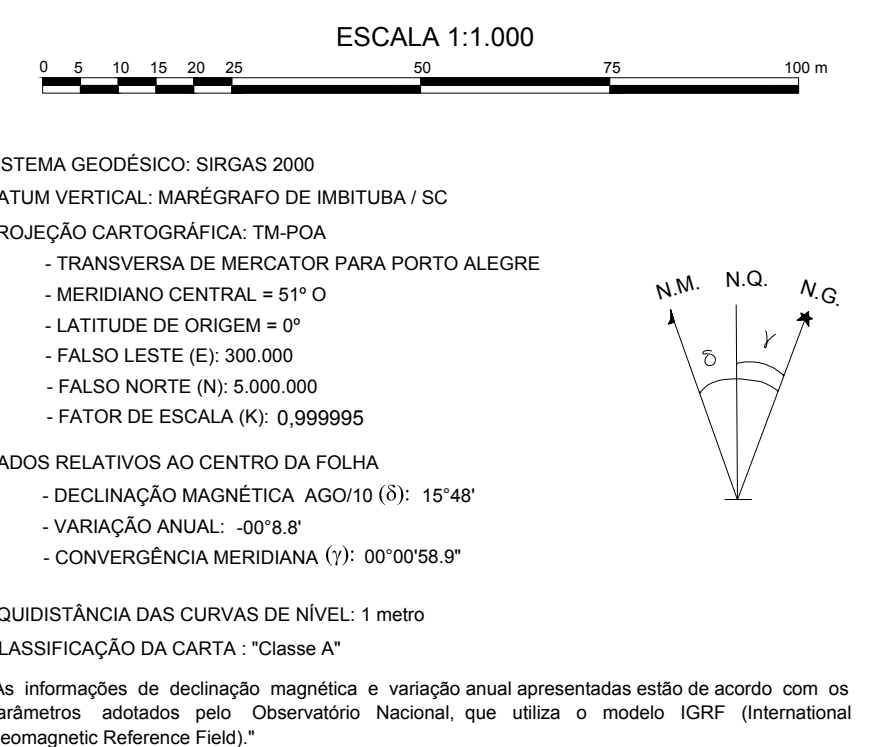 ESCALA 1:1.000
0 5 10 15 20 25 50 75 100 m
ISTEMA GEODÉSICO: SIRGAS 2000
ATUM VERTICAL: MARÉGRAFO DE IMBITUBA / SC
ROJEÇÃO CARTOGRÁFICA: TM-POA
- TRANSVERSA DE MERCATOR PARA PORTO ALEGRE
- MERIDIANO CENTRAL = 51º O
- LATITUDE DE ORIGEM = 0º
- FALSO LESTE (E): 300.000
- FALSO NORTE (N): 5.000.000
- FATOR DE ESCALA (K): 0,999995
N.M. N.Q. N.G.
δ γ
ADOS RELATIVOS AO CENTRO DA FOLHA
- DECLINAÇÃO MAGNÉTICA AGO/10 (δ): 15°48'
- VARIAÇÃO ANUAL: -00°8.8'
- CONVERGÊNCIA MERIDIANA (γ): 00°00'58.9"
QUIDISTÂNCIA DAS CURVAS DE NÍVEL: 1 metro
LASSIFICAÇÃO DA CARTA : "Classe A"
As informações de declinação magnética e variação anual apresentadas estão de acordo com os
arâmetros adotados pelo Observatório Nacional, que utiliza o modelo IGRF (International
eomagnetic Reference Field)."